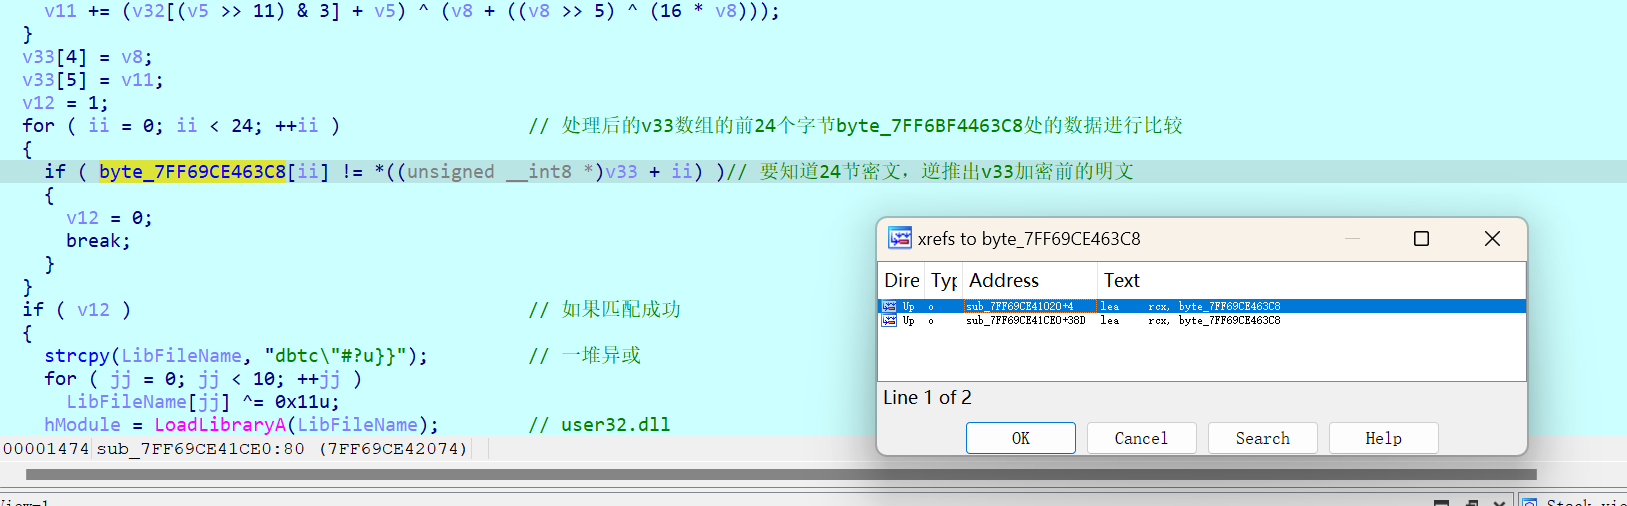 v11 += (v32[(v5 >> 11) & 3] + v5) ^ (v8 + ((v8 >> 5) ^ (16 * v8)));
}
v33[4] = v8;
v33[5] = v11;
v12 = 1;
for ( ii = 0; ii < 24; ++ii ) // 处理后的v33数组的前24个字节byte_7FF6BF4463C8处的数据进行比较
{
if ( byte_7FF69CE463C8[ii] != *((unsigned __int8 *)v33 + ii) )// 要知道24节密文，逆推出v33加密前的明文
{
v12 = 0;
break;
}
}
if ( v12 ) // 如果匹配成功
{
strcpy(LibFileName, "dbtc\"#?u}}"); // 一堆异或
for ( jj = 0; jj < 10; ++jj )
LibFileName[jj] ^= 0x11u;
hModule = LoadLibraryA(LibFileName); // user32.dll
00001474 sub_7FF69CE41CE0:80 (7FF69CE42074)
xrefs to byte_7FF69CE463C8
Dire Typ Address Text
Up o sub_7FF69CE41020+4 lea rcx, byte_7FF69CE463C8
Up o sub_7FF69CE41CE0+38D lea rcx, byte_7FF69CE463C8
Line 1 of 2
OK Cancel Search Help